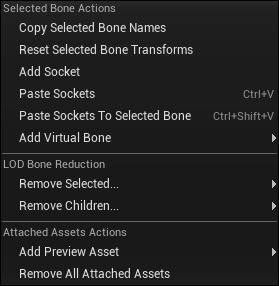 Selected Bone Actions
Copy Selected Bone Names
Reset Selected Bone Transforms
Add Socket
Paste Sockets Ctrl+V
Paste Sockets To Selected Bone Ctrl+Shift+V
Add Virtual Bone
LOD Bone Reduction
Remove Selected...
Remove Children...
Attached Assets Actions
Add Preview Asset
Remove All Attached Assets